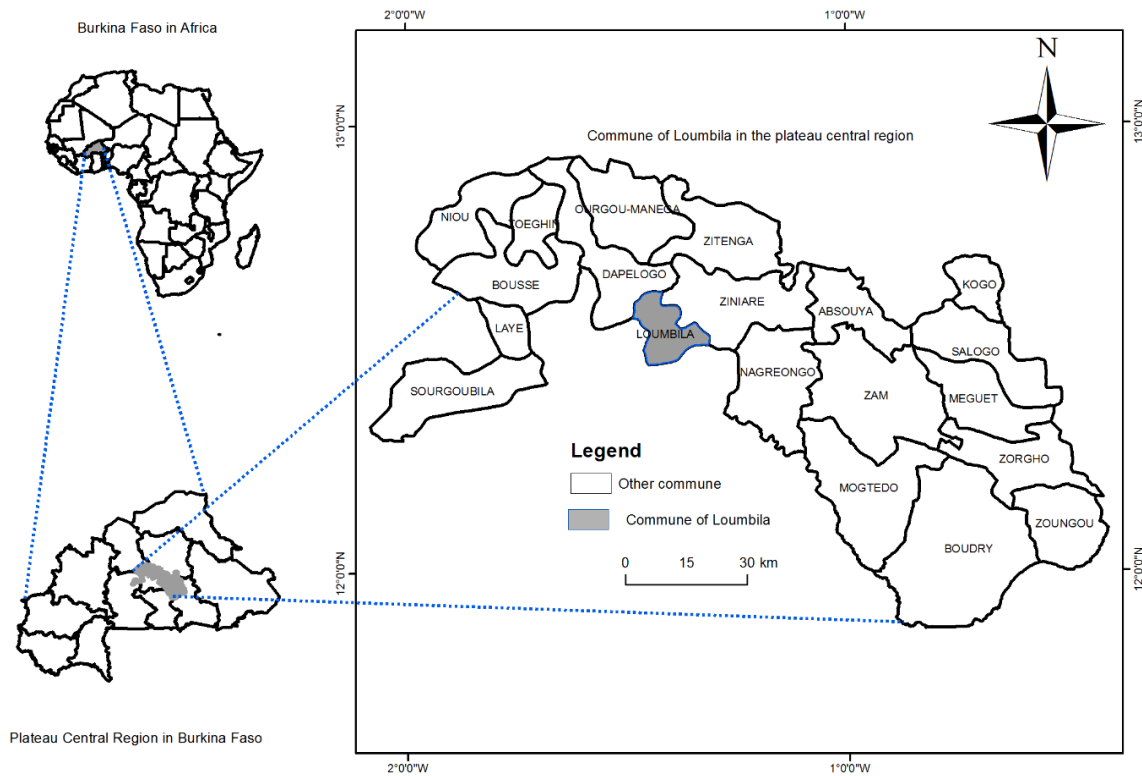 Burkina Faso in Africa
2°0'0"W
1°0'0"W
13°0'0"N
13°0'0"N
N
Commune of Loumbila in the plateau central region
NIOU
TOEGHIN
OURGOU-MANEGA
ZITENGA
BOUSSE
DAPELOGO
ZINIARE
ABSOUYA
KOGO
LAYE
LOUMBILA
SALOGO
SOURGOUBILA
NAGREONGO
ZAM
MEGUET
ZORGHO
MOGTEDO
ZOUNGOU
BOUDRY
Legend
Other commune
Commune of Loumbila
0 15 30 km
12°0'0"N
12°0'0"N
Plateau Central Region in Burkina Faso
2°0'0"W
1°0'0"W